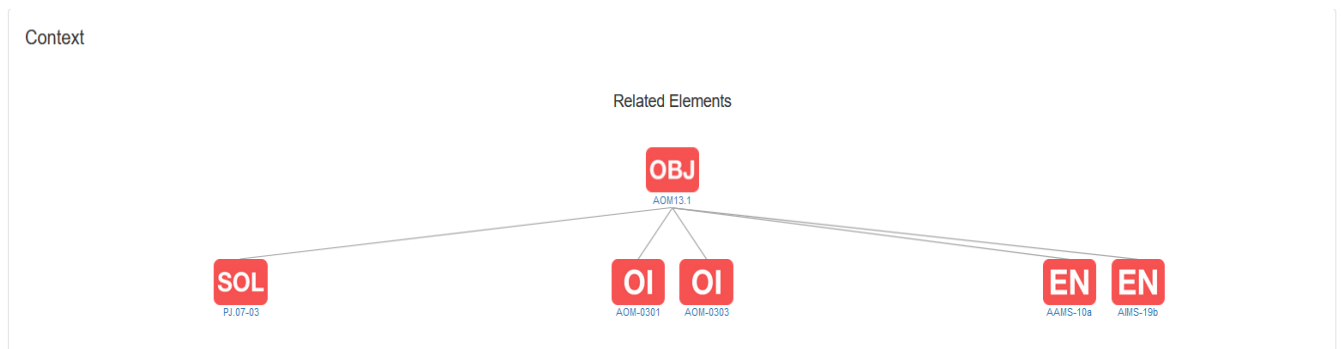 Context
Related Elements
OBJ
AOM13.1
SOL OI OI EN EN
PJ.07-03 AOM-0301 AOM-0303 AAMS-10a AIMS-19b